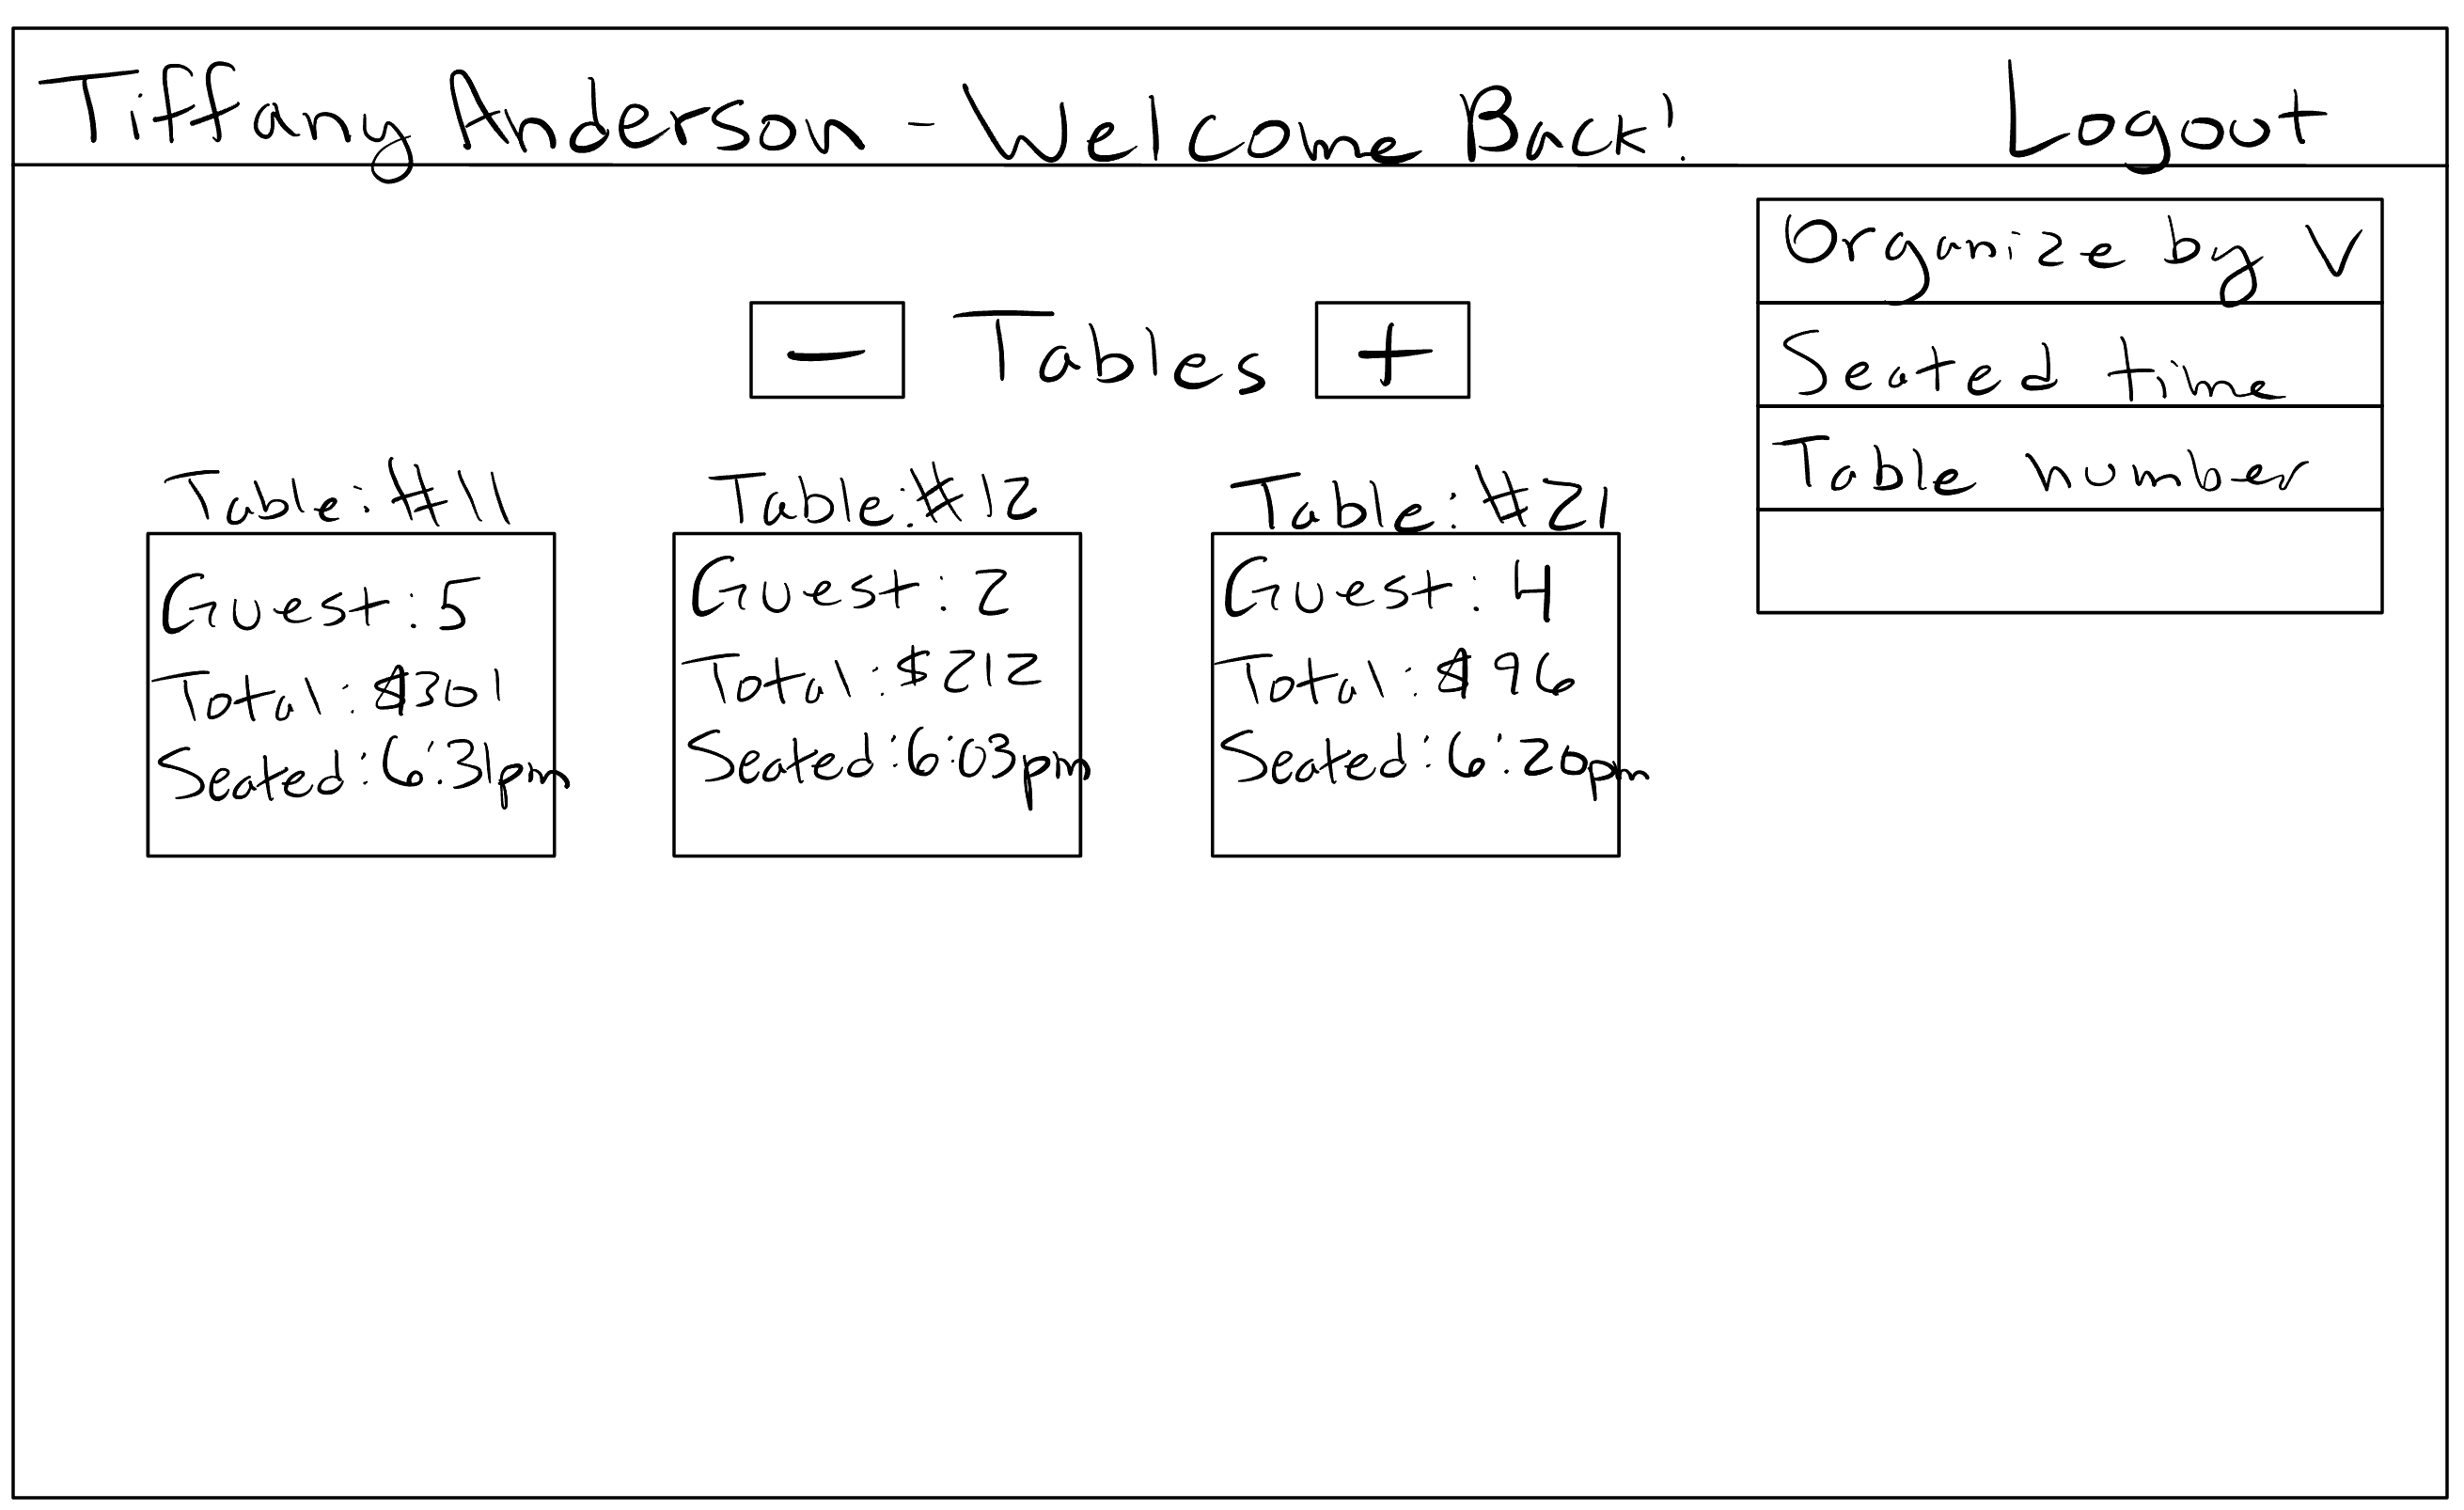 Tiffany Anderson - Welcome Back! Logout
Organize by V
Seated time
Table number
- Tables +
Table: #11
Guest: 5
Total: $301
Seated: 6:31pm
Table: #12
Guest: 2
Total: $212
Seated: 6:03pm
Table: #21
Guest: 4
Total: $96
Seated: 6:20pm